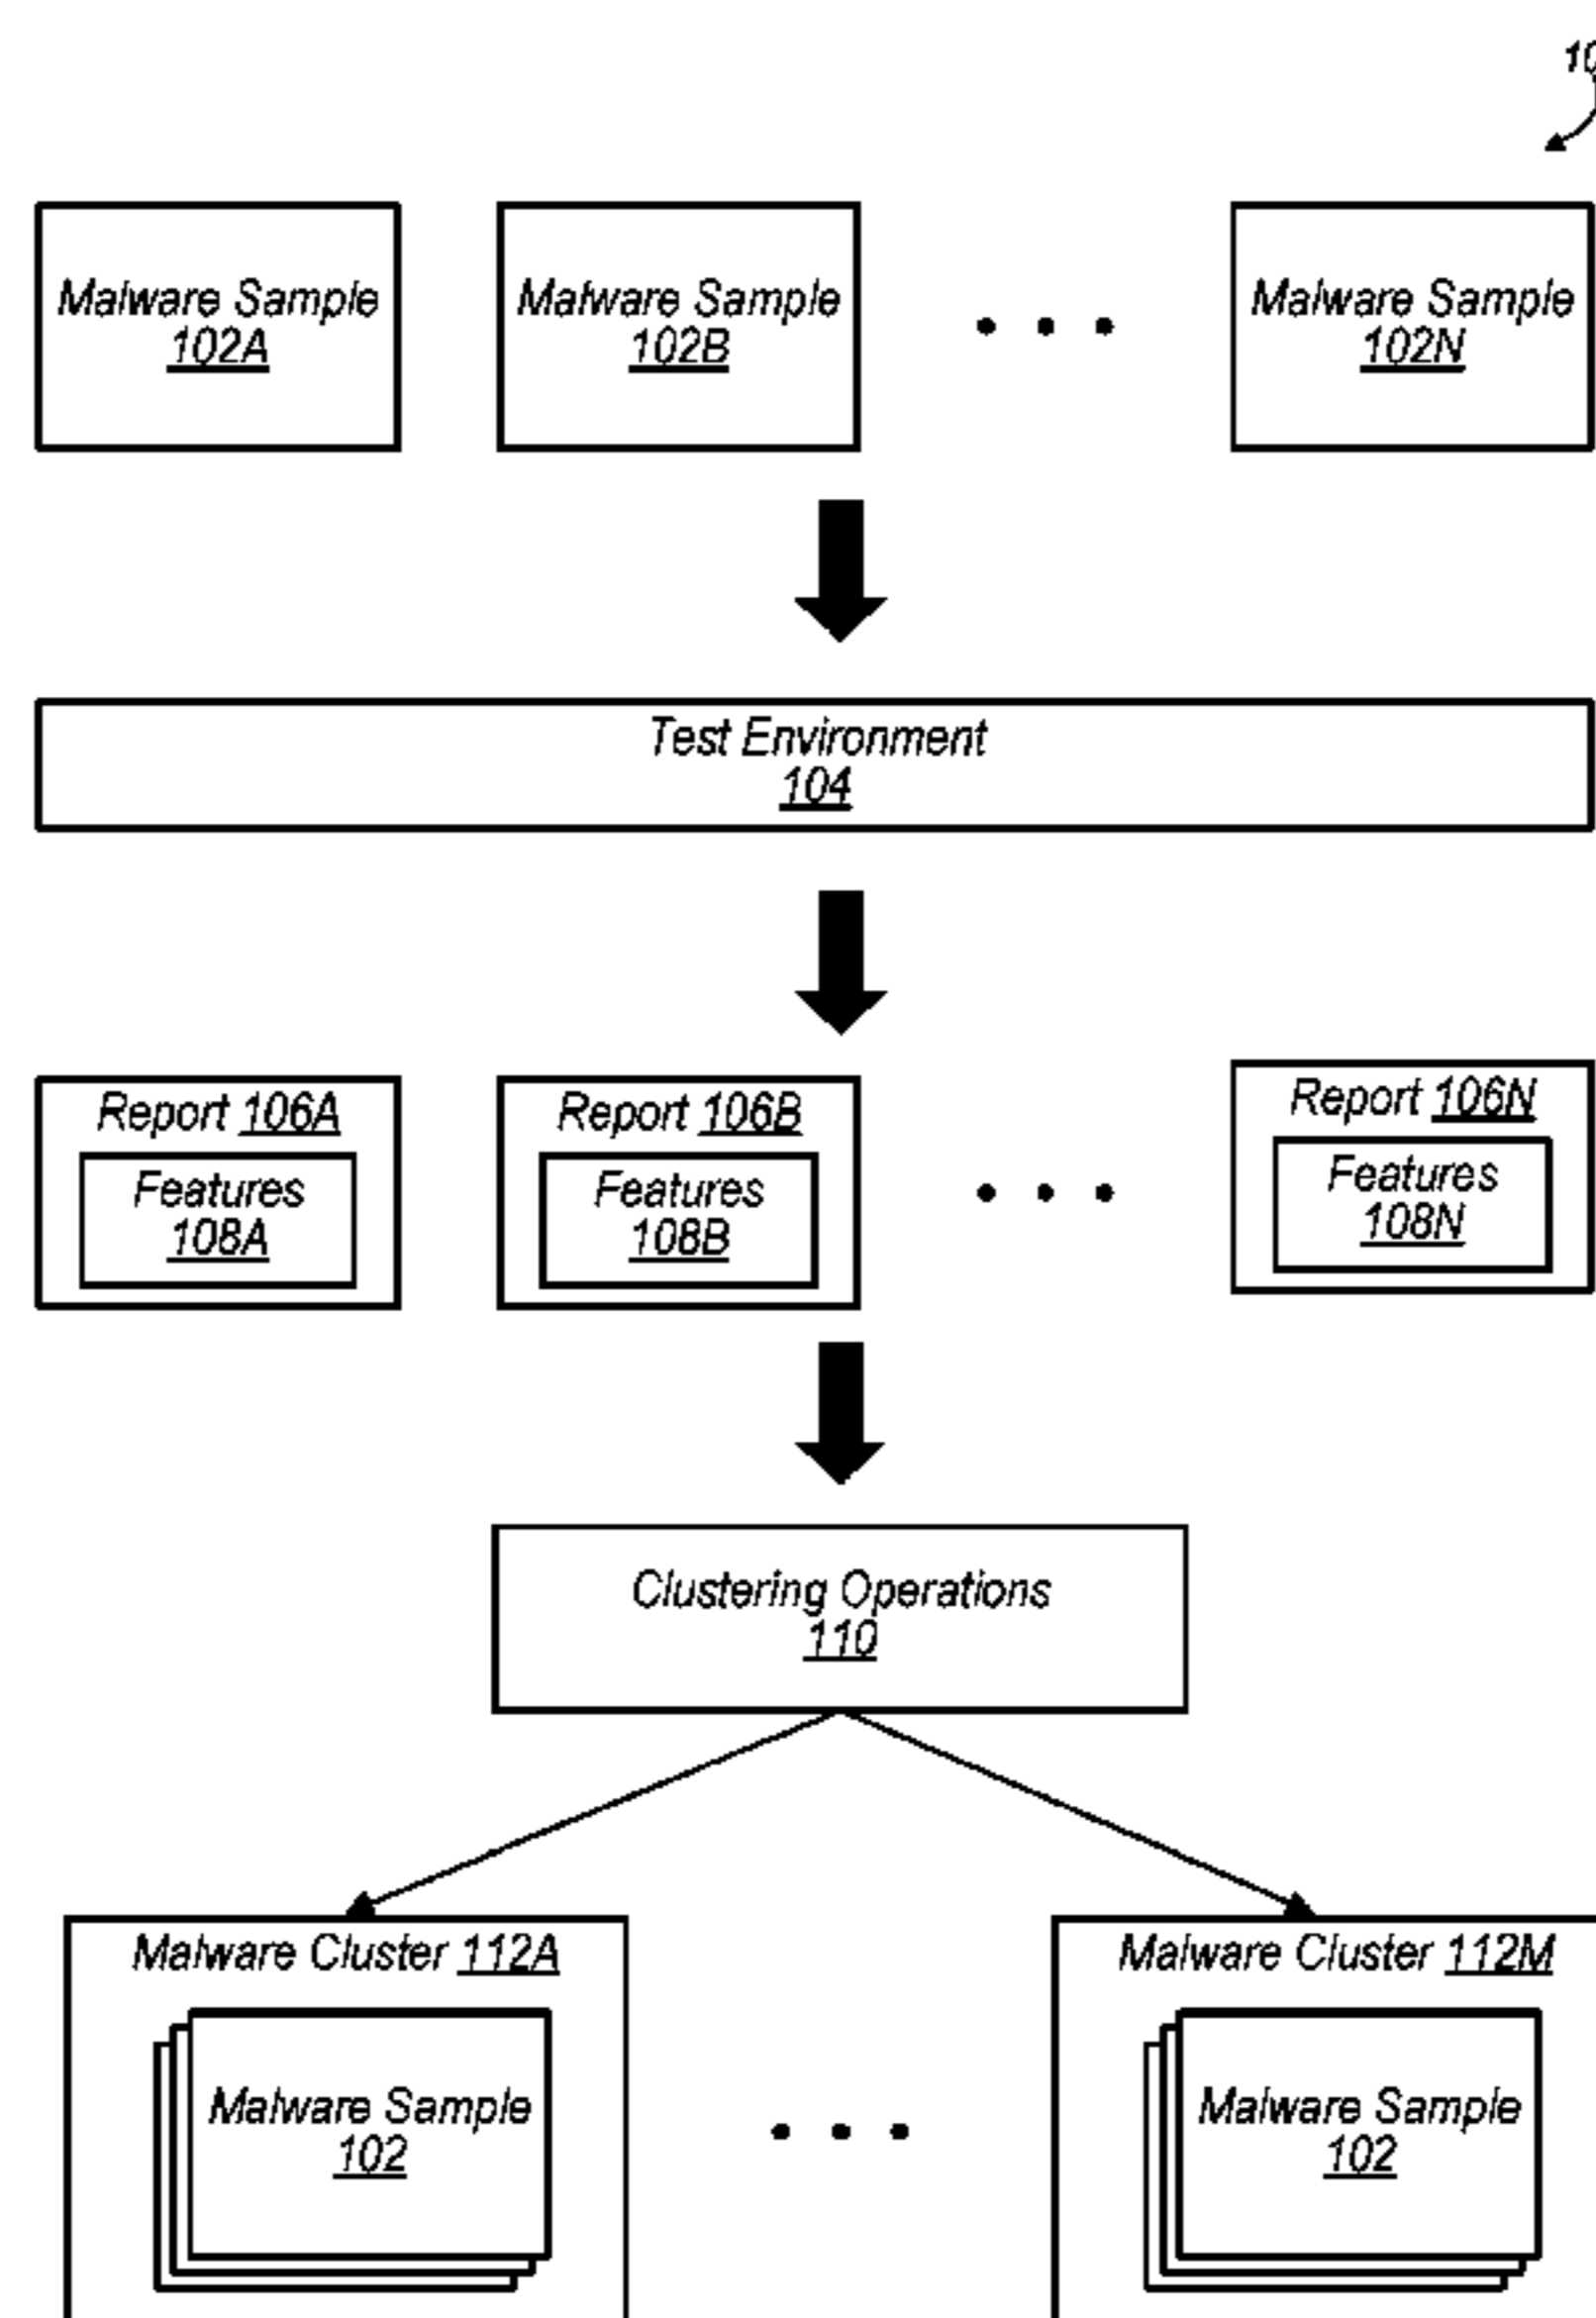 Malware Sample
102A
Malware Sample
102B
Malware Sample
102N
Test Environment
104
Report 106A
Features
108A
Report 106B
Features
108B
Report 106N
Features
108N
Clustering Operations
110
Malware Cluster 112A
Malware Sample
102
Malware Cluster 112M
Malware Sample
102